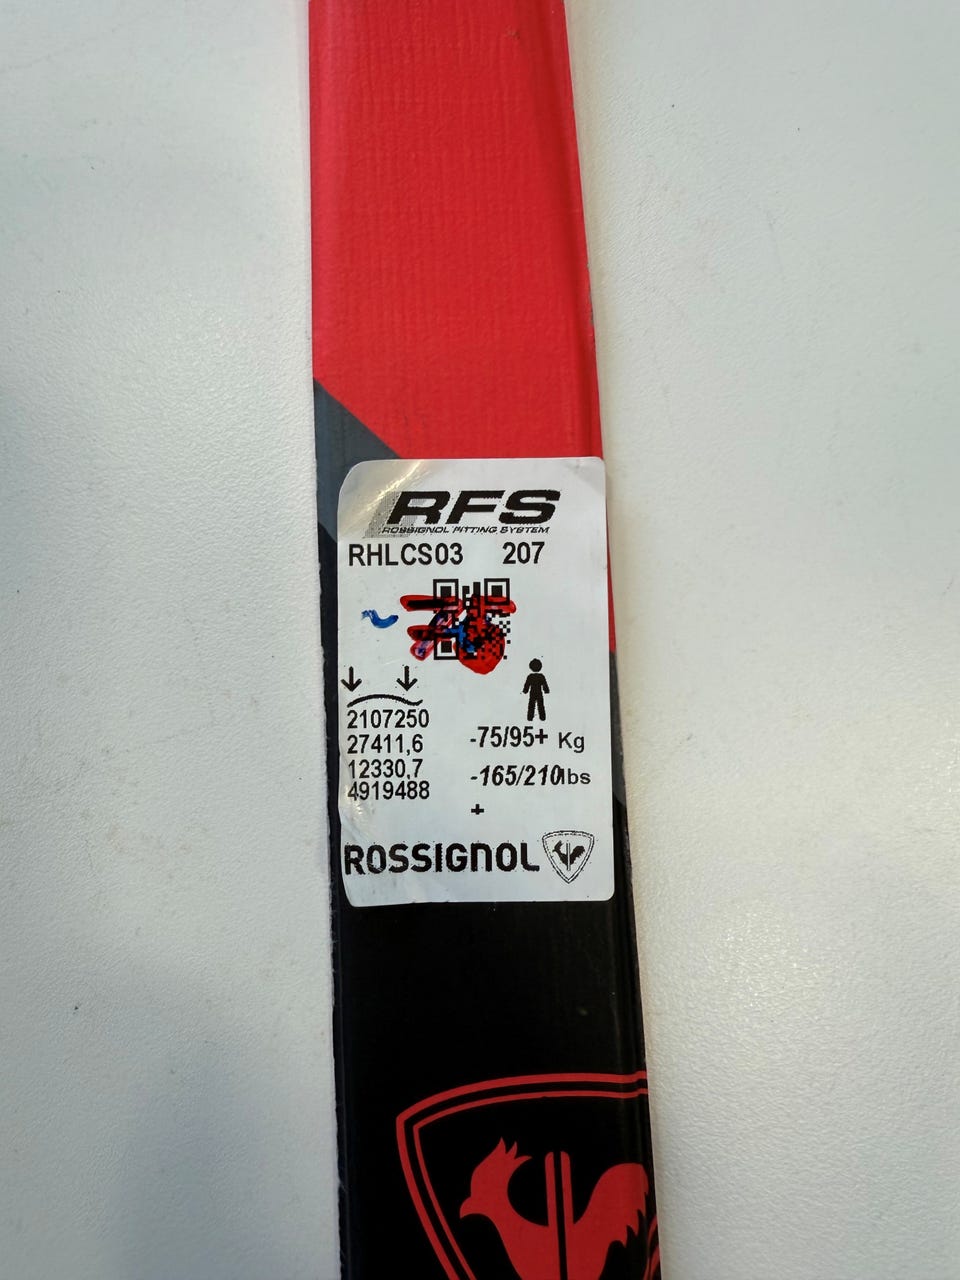 RFS
ROSSIGNOL FITTING SYSTEM
RHLCS03 207
2107250
27411,6
12330,7
4919488
-75/95+ Kg
-165/210lbs
+
ROSSIGNOL